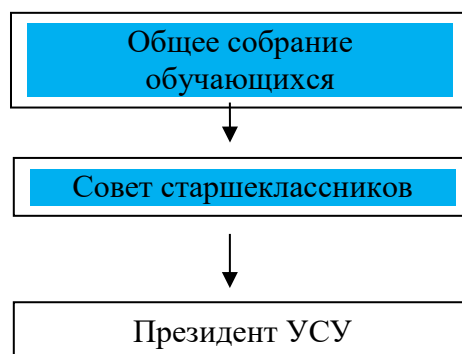 Общее собрание
обучающихся
Совет старшеклассников
Президент УСУ